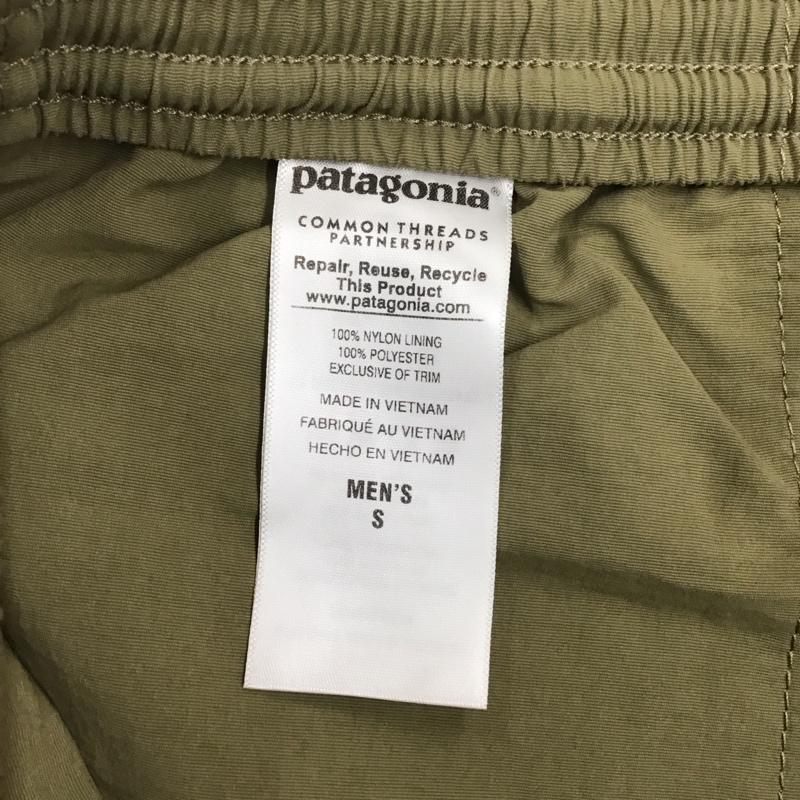 patagonia®
COMMON THREADS
PARTNERSHIP
Repair, Reuse, Recycle
This Product
www.patagonia.com
100% NYLON LINING
100% POLYESTER
EXCLUSIVE OF TRIM
MADE IN VIETNAM
FABRIQUÉ AU VIETNAM
HECHO EN VIETNAM
MEN'S
S